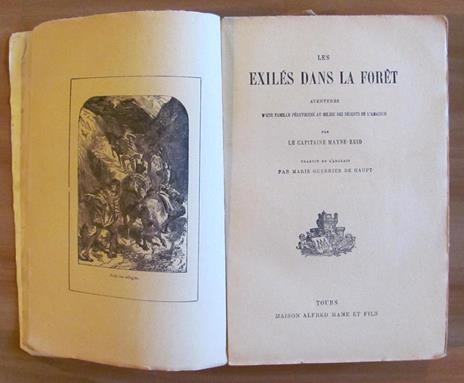 LES
EXILÉS DANS LA FORÊT
AVENTURES
D'UNE FAMILLE PÉRUVIENNE AU MILIEU DES DÉSERTS DE L'AMAZONE
PAR
LE CAPITAINE MAYNE-REID
TRADUIT DE L'ANGLAIS
PAR MARIE GUERRIER DE HAUPT
TOURS
MAISON ALFRED MAME ET FILS